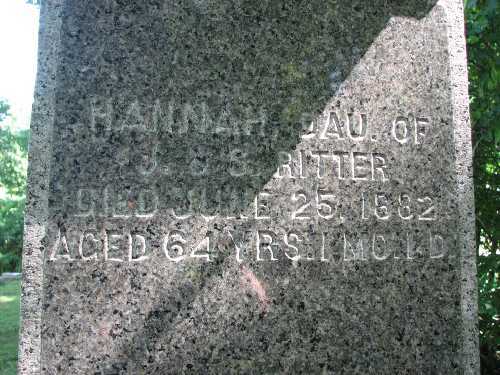 HANNAH, DAU. OF
J. & S. RITTER
DIED JUNE 25, 1882
AGED 64 YRS. 1 MO. 1 D.